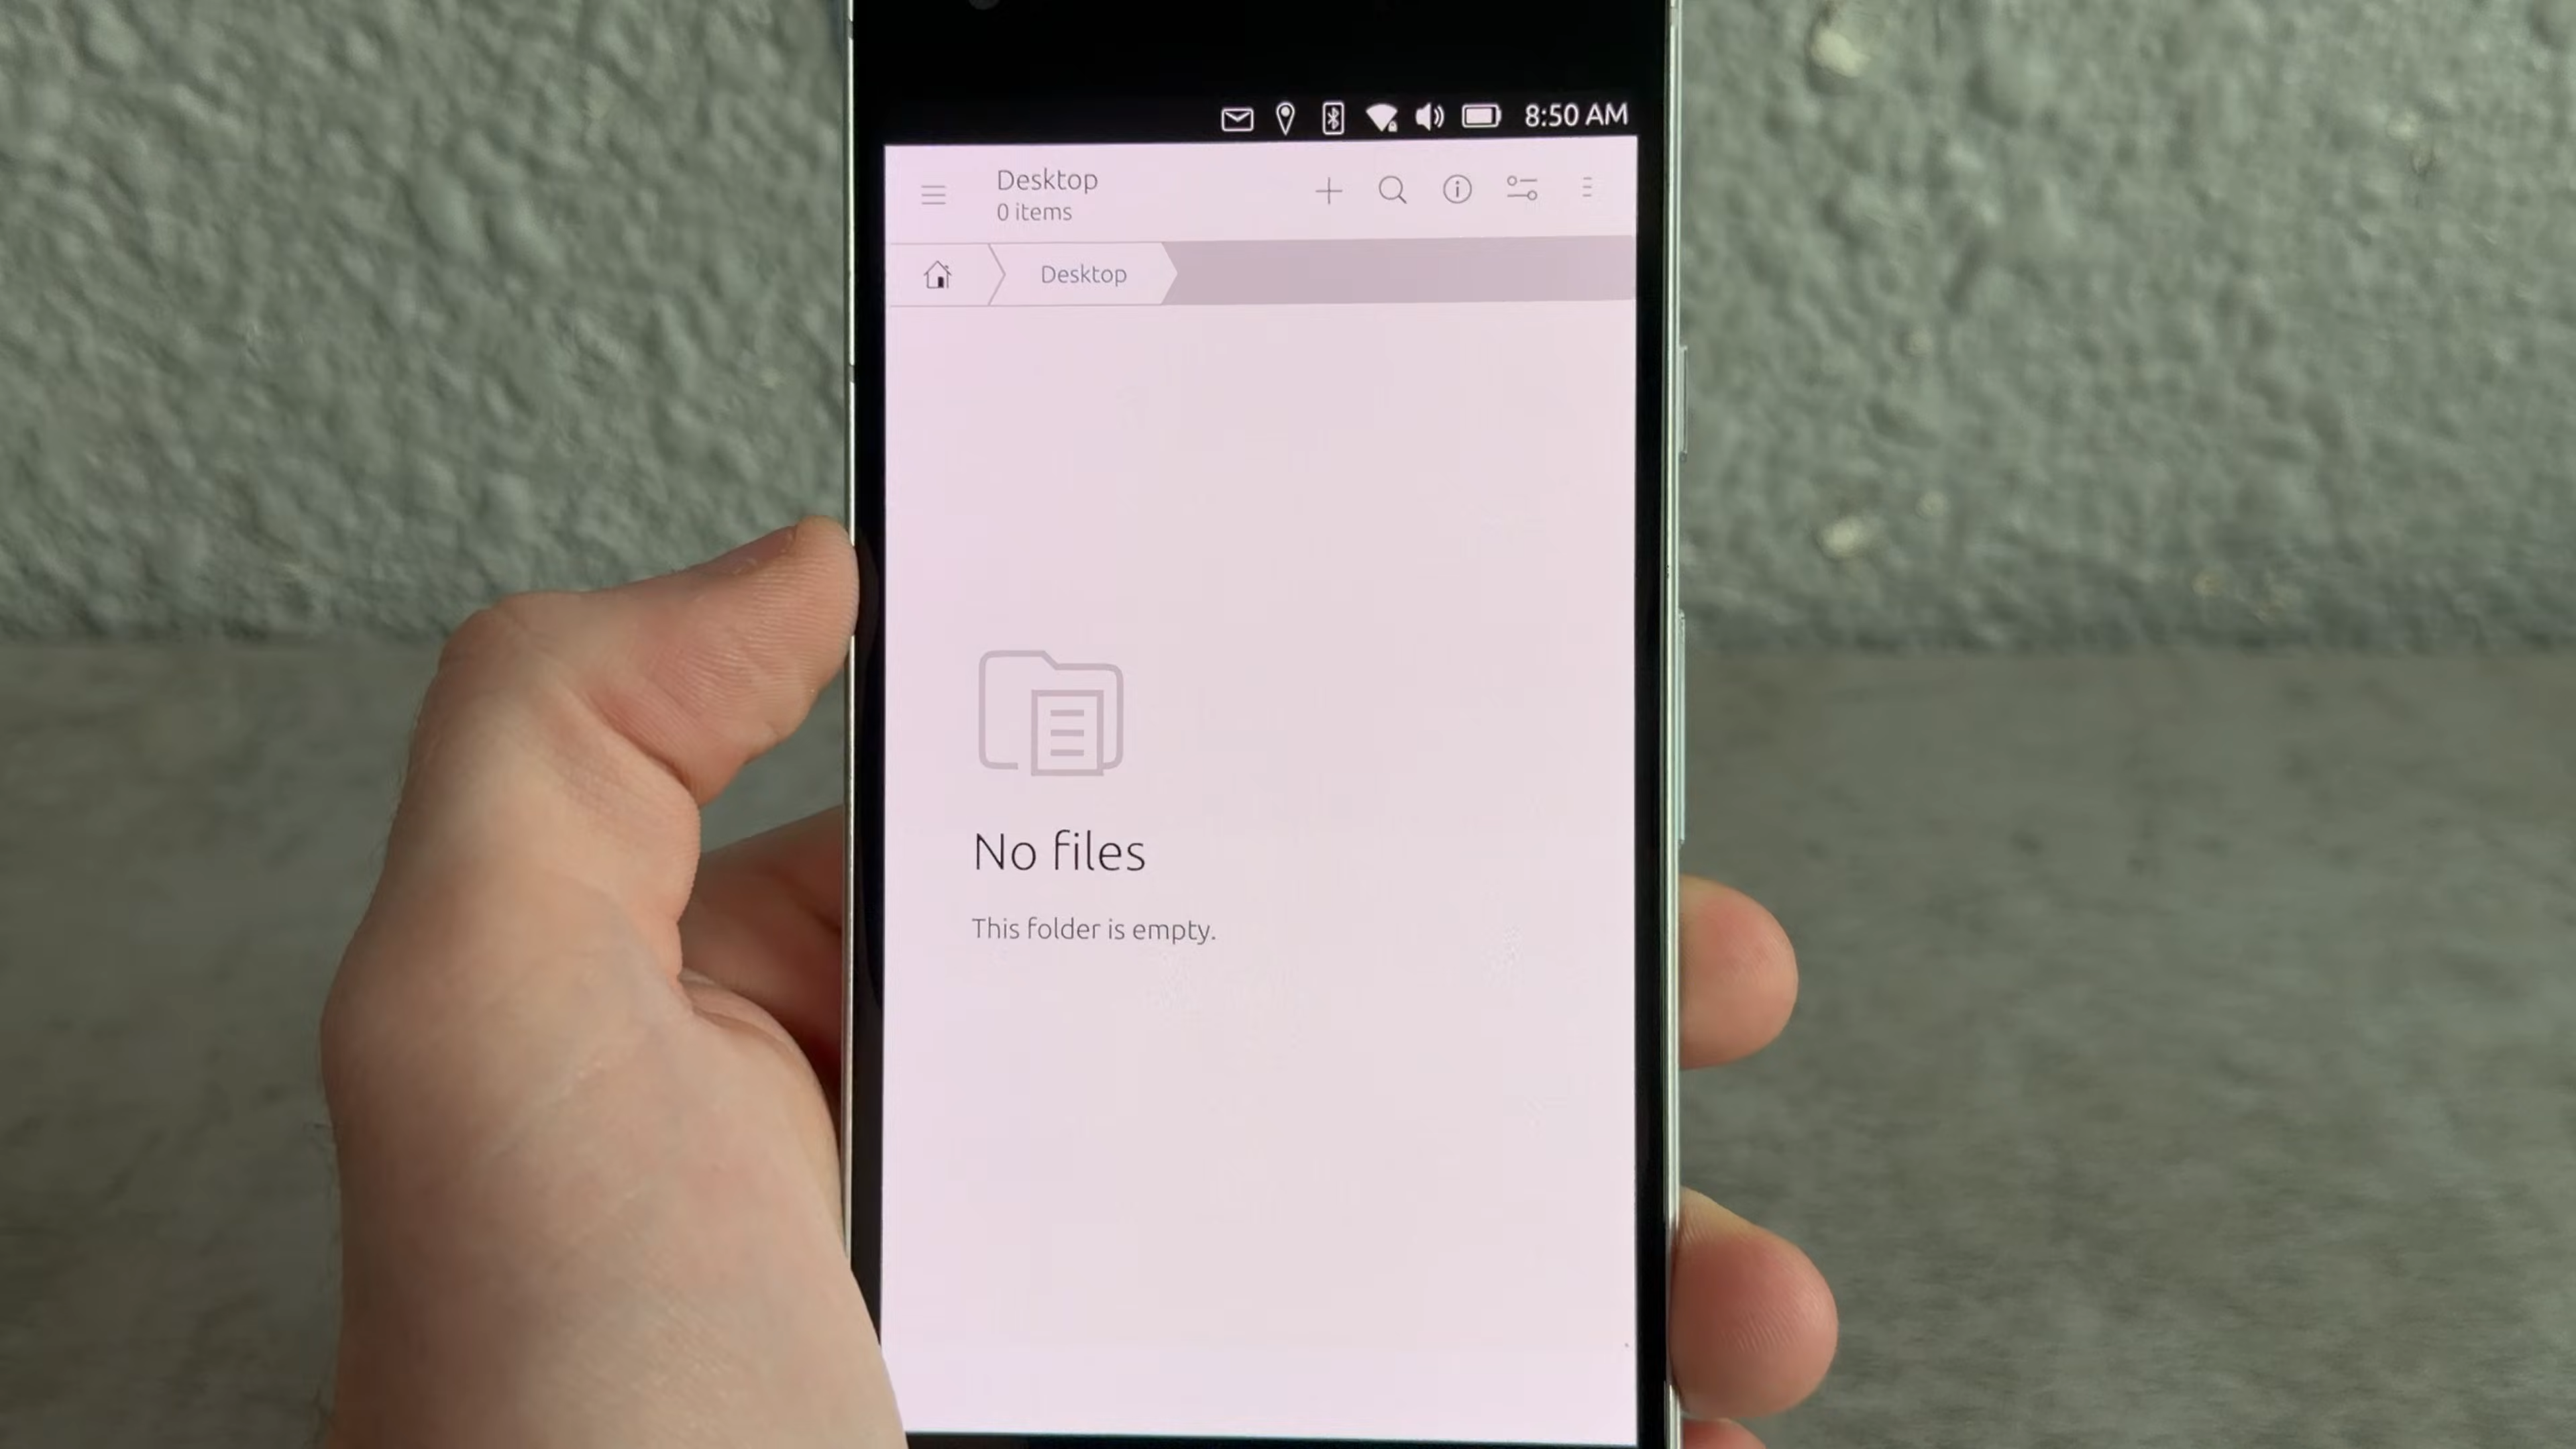 8:50 AM
Desktop
0 items
Desktop
No files
This folder is empty.